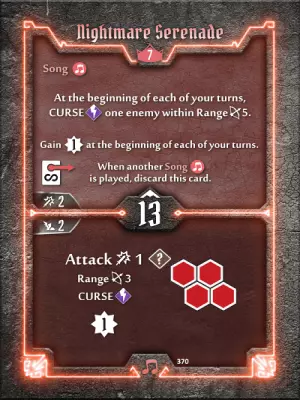 Nightmare Serenade
7
Song
At the beginning of each of your turns,
CURSE one enemy within Range 5.
Gain 1 at the beginning of each of your turns.
When another Song
is played, discard this card.
2
13
2
Attack 1 ?
Range 3
CURSE
1
370